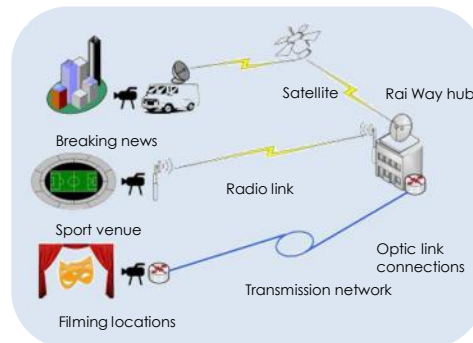 Satellite
Rai Way hub
Breaking news
Radio link
Sport venue
Optic link
connections
Transmission network
Filming locations